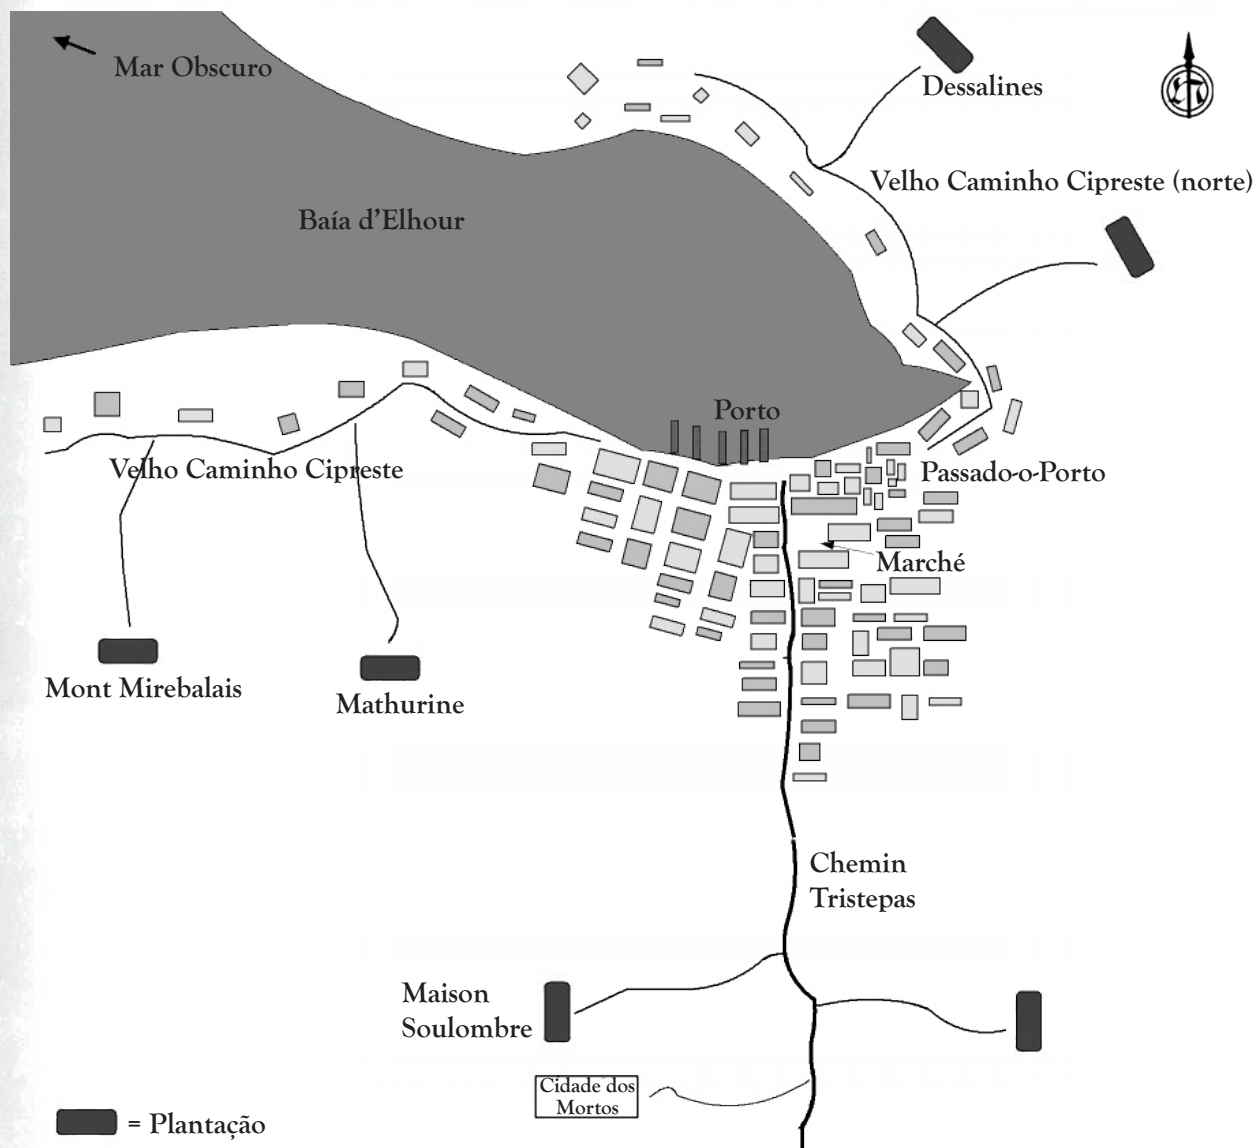 Mar Obscuro
Dessalines
Velho Caminho Cipreste (norte)
Baía d'Elhour
Porto
Velho Caminho Cipreste
Passado-o-Porto
Marché
Mont Mirebalais
Mathurine
Chemin
Tristepas
Maison
Soulombre
Cidade dos
Mortos
= Plantação